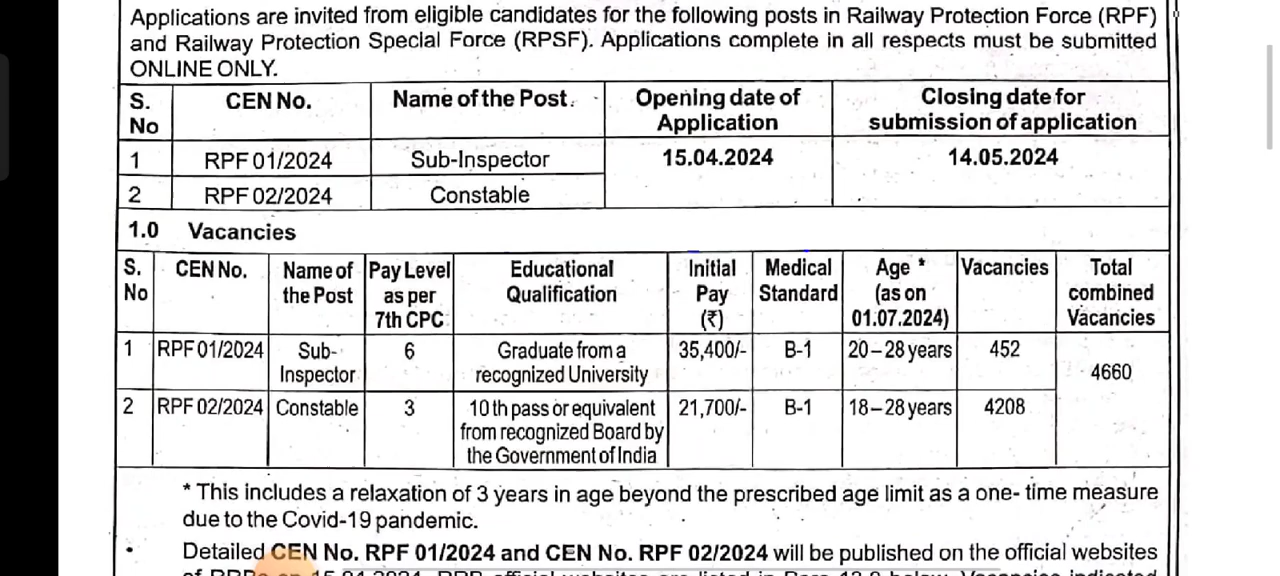 Applications are invited from eligible candidates for the following posts in Railway Protection Force (RPF)
and Railway Protection Special Force (RPSF). Applications complete in all respects must be submitted
ONLINE ONLY.
S. No | CEN No. | Name of the Post. | Opening date of Application | Closing date for submission of application
1 | RPF 01/2024 | Sub-Inspector | 15.04.2024 | 14.05.2024
2 | RPF 02/2024 | Constable
1.0 Vacancies
S. No | CEN No. | Name of the Post | Pay Level as per 7th CPC | Educational Qualification | Initial Pay (₹) | Medical Standard | Age * (as on 01.07.2024) | Vacancies | Total combined Vacancies
1 | RPF 01/2024 | Sub-Inspector | 6 | Graduate from a recognized University | 35,400/- | B-1 | 20–28 years | 452 | 4660
2 | RPF 02/2024 | Constable | 3 | 10th pass or equivalent from recognized Board by the Government of India | 21,700/- | B-1 | 18–28 years | 4208
* This includes a relaxation of 3 years in age beyond the prescribed age limit as a one- time measure
due to the Covid-19 pandemic.
• Detailed CEN No. RPF 01/2024 and CEN No. RPF 02/2024 will be published on the official websites